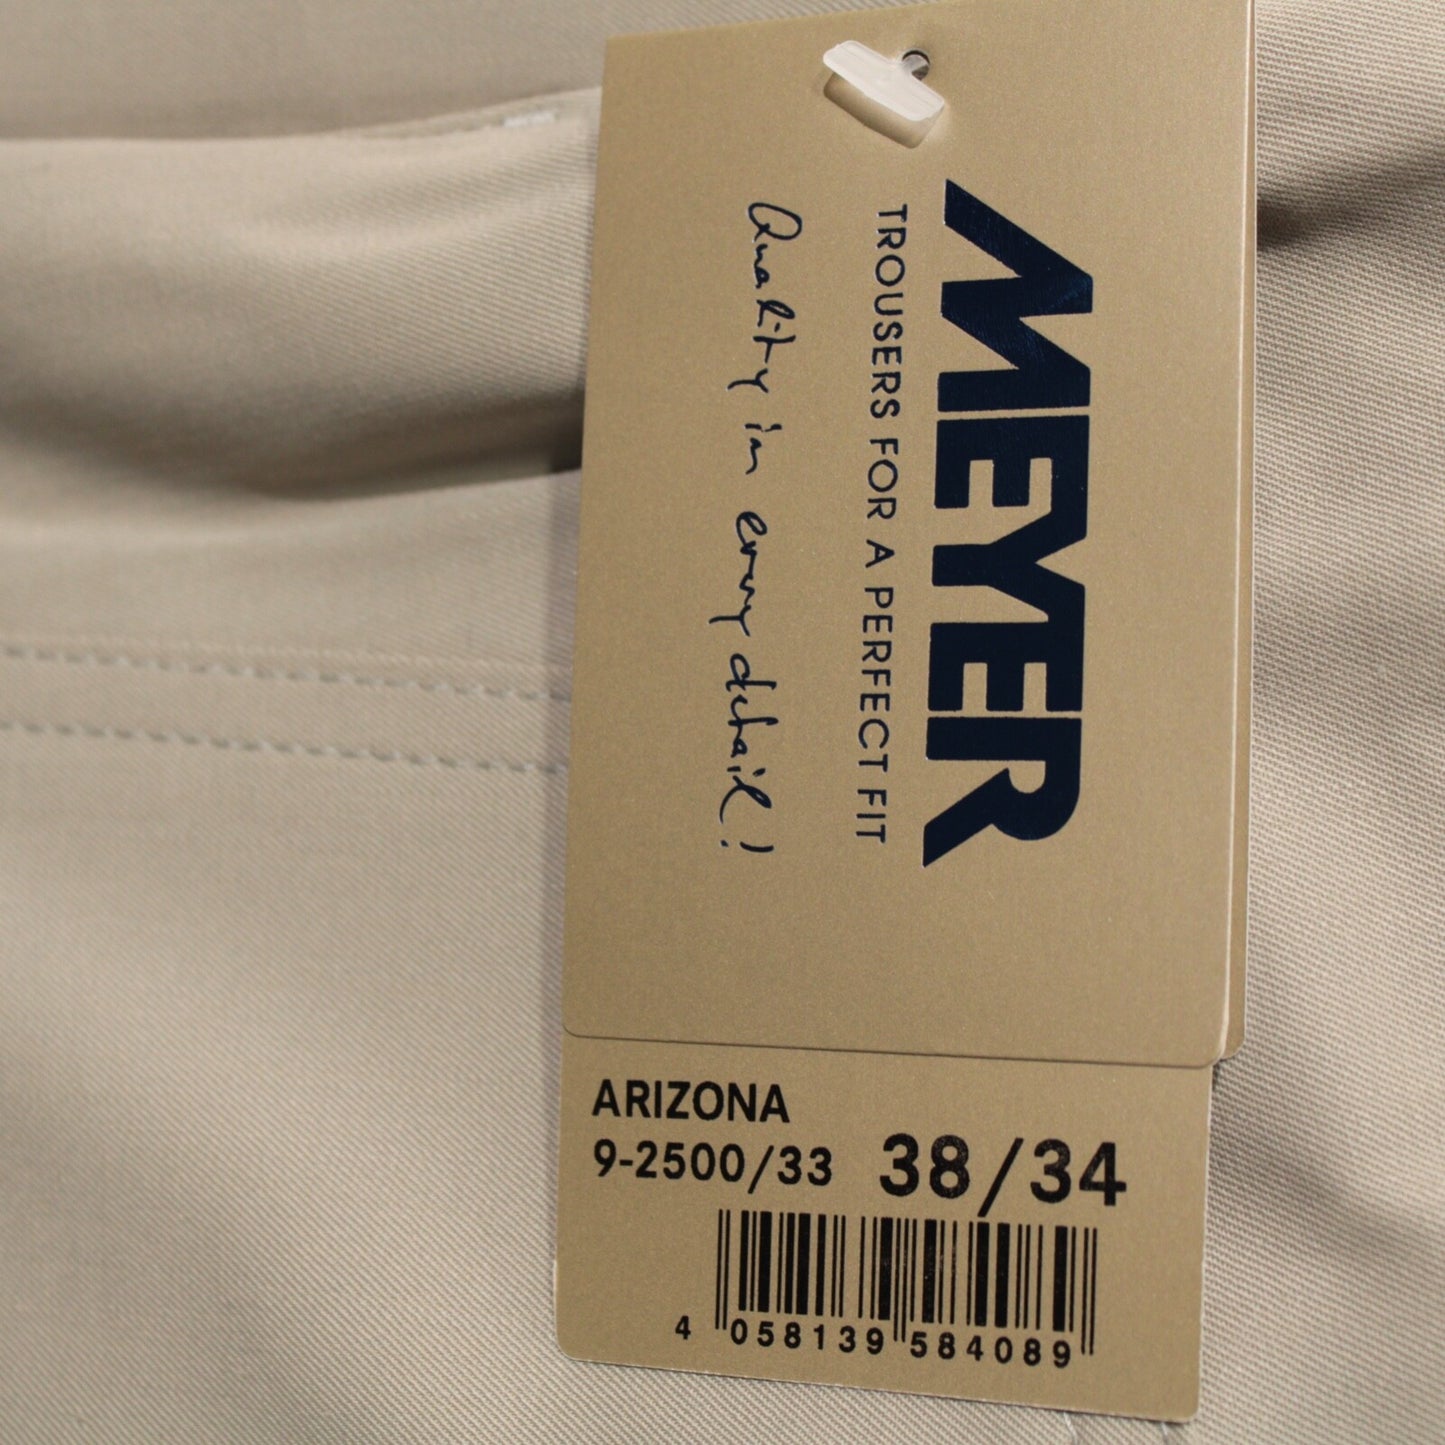 MEYER
TROUSERS FOR A PERFECT FIT
Quality in every detail!
ARIZONA
9-2500/33 38/34
4 058139 584089